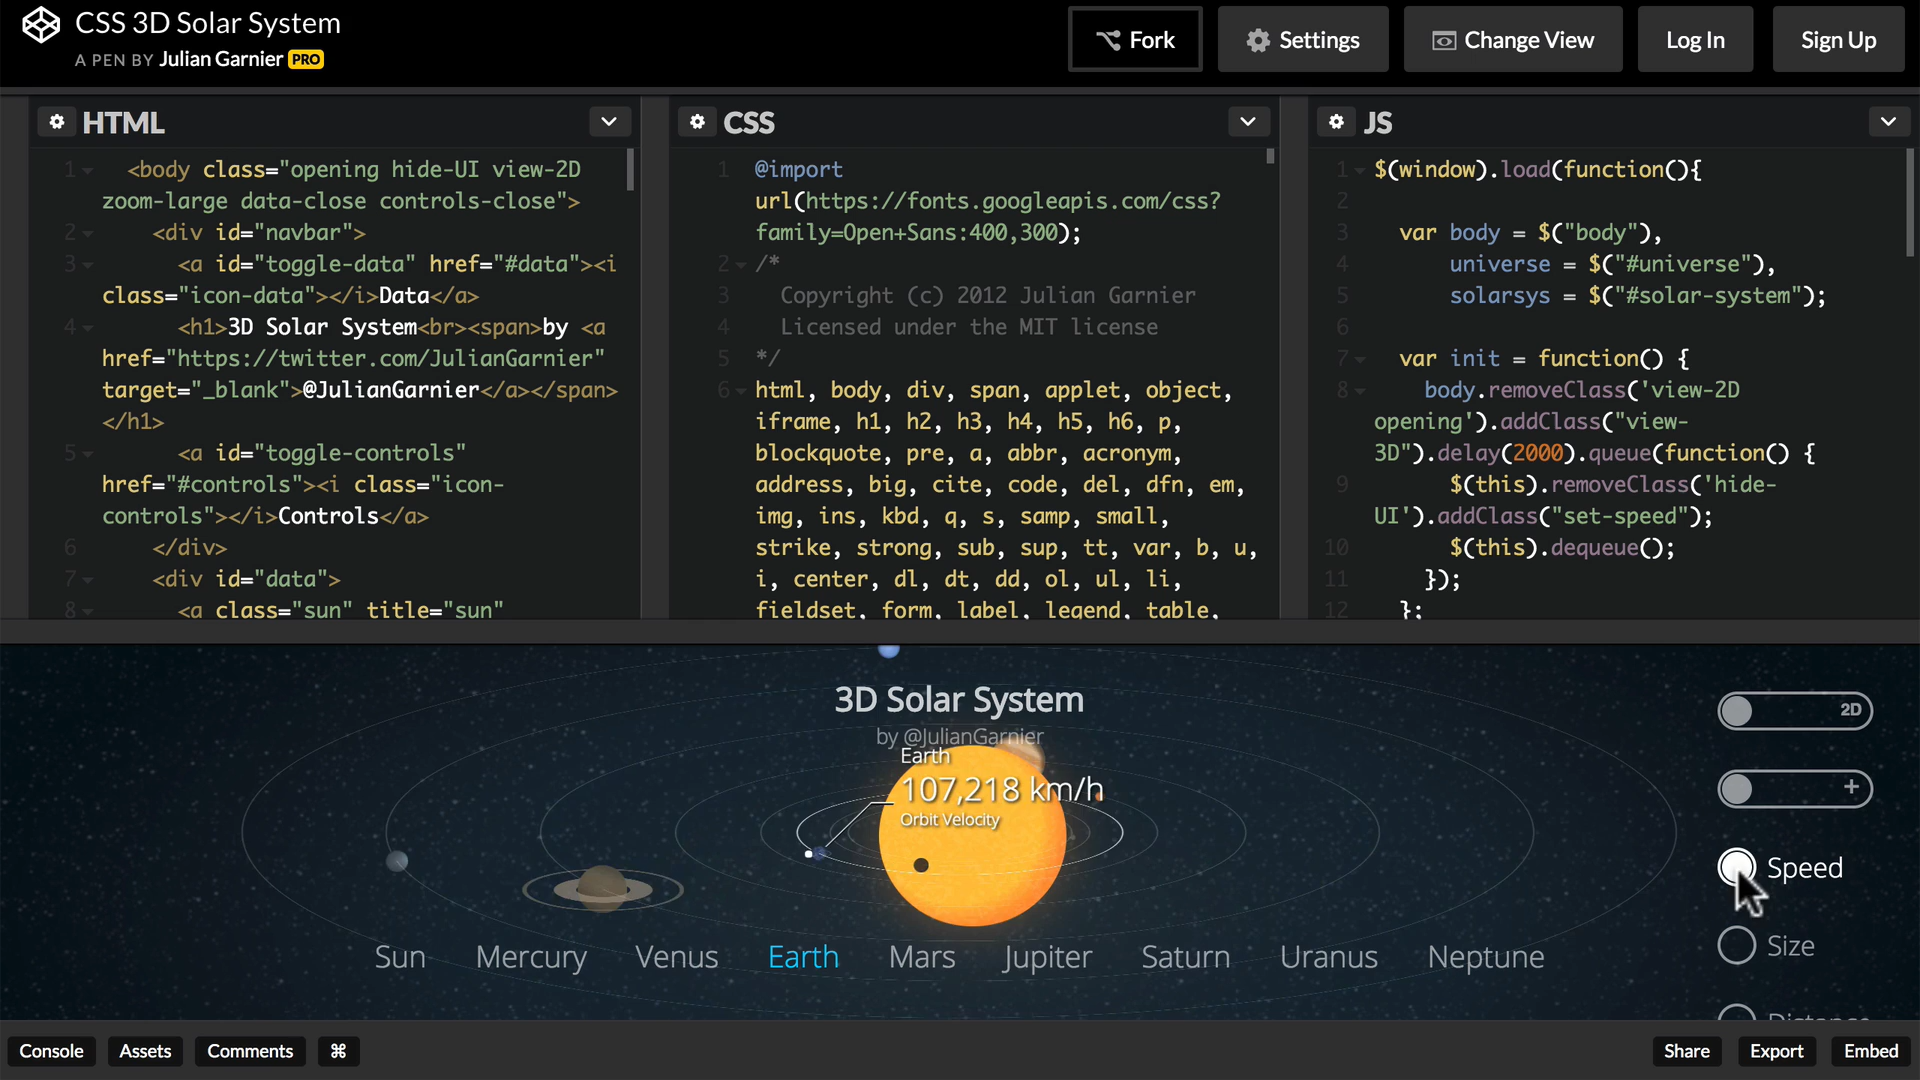 CSS 3D Solar System
A PEN BY Julian Garnier PRO
Fork
Settings
Change View
Log In
Sign Up
HTML
1 <body class="opening hide-UI view-2D
zoom-large data-close controls-close">
2 <div id="navbar">
3 <a id="toggle-data" href="#data"><i
class="icon-data"></i>Data</a>
4 <h1>3D Solar System<br><span>by <a
href="https://twitter.com/JulianGarnier"
target="_blank">@JulianGarnier</a></span>
</h1>
5 <a id="toggle-controls"
href="#controls"><i class="icon-
controls"></i>Controls</a>
6 </div>
7 <div id="data">
8 <a class="sun" title="sun"
CSS
1 @import
url(https://fonts.googleapis.com/css?
family=Open+Sans:400,300);
2 /*
3 Copyright (c) 2012 Julian Garnier
4 Licensed under the MIT license
5 */
6 html, body, div, span, applet, object,
iframe, h1, h2, h3, h4, h5, h6, p,
blockquote, pre, a, abbr, acronym,
address, big, cite, code, del, dfn, em,
img, ins, kbd, q, s, samp, small,
strike, strong, sub, sup, tt, var, b, u,
i, center, dl, dt, dd, ol, ul, li,
fieldset, form, label, legend, table,
JS
1 $(window).load(function(){
2
3 var body = $("body"),
4 universe = $("#universe"),
5 solarsys = $("#solar-system");
6
7 var init = function() {
8 body.removeClass('view-2D
opening').addClass("view-
3D").delay(2000).queue(function() {
9 $(this).removeClass('hide-
UI').addClass("set-speed");
10 $(this).dequeue();
11 });
12 };
3D Solar System
by @JulianGarnier
Earth
107,218 km/h
Orbit Velocity
2D
+
Speed
Size
Distance
Sun Mercury Venus Earth Mars Jupiter Saturn Uranus Neptune
Console
Assets
Comments
⌘
Share
Export
Embed